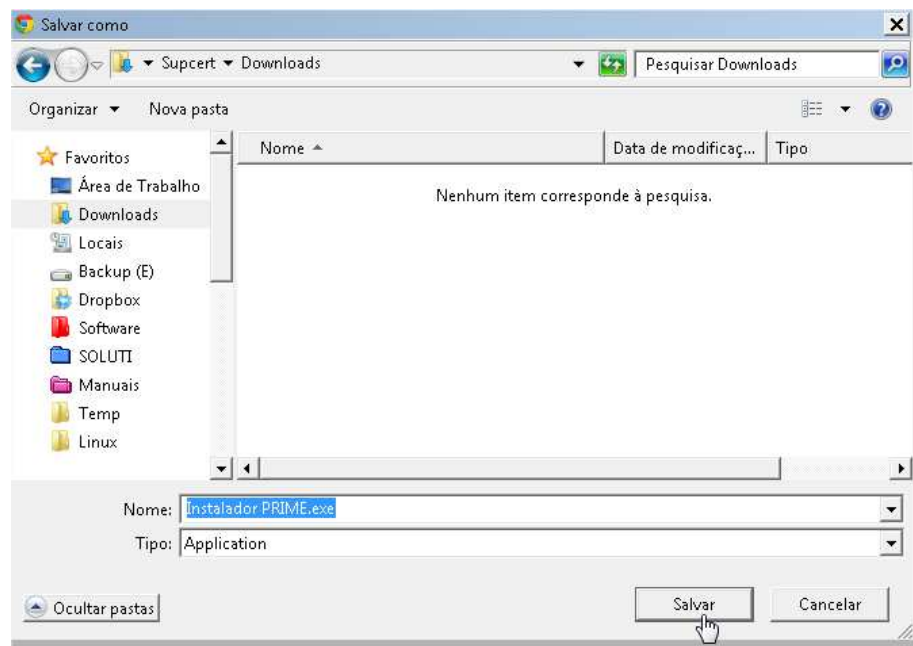 Salvar como
Supcert Downloads
Pesquisar Downloads
Organizar Nova pasta
Favoritos
Área de Trabalho
Downloads
Locais
Backup (E)
Dropbox
Software
SOLUTI
Manuais
Temp
Linux
Nome Data de modificaç... Tipo
Nenhum item corresponde à pesquisa.
Nome: Instalador PRIME.exe
Tipo: Application
Ocultar pastas Salvar Cancelar